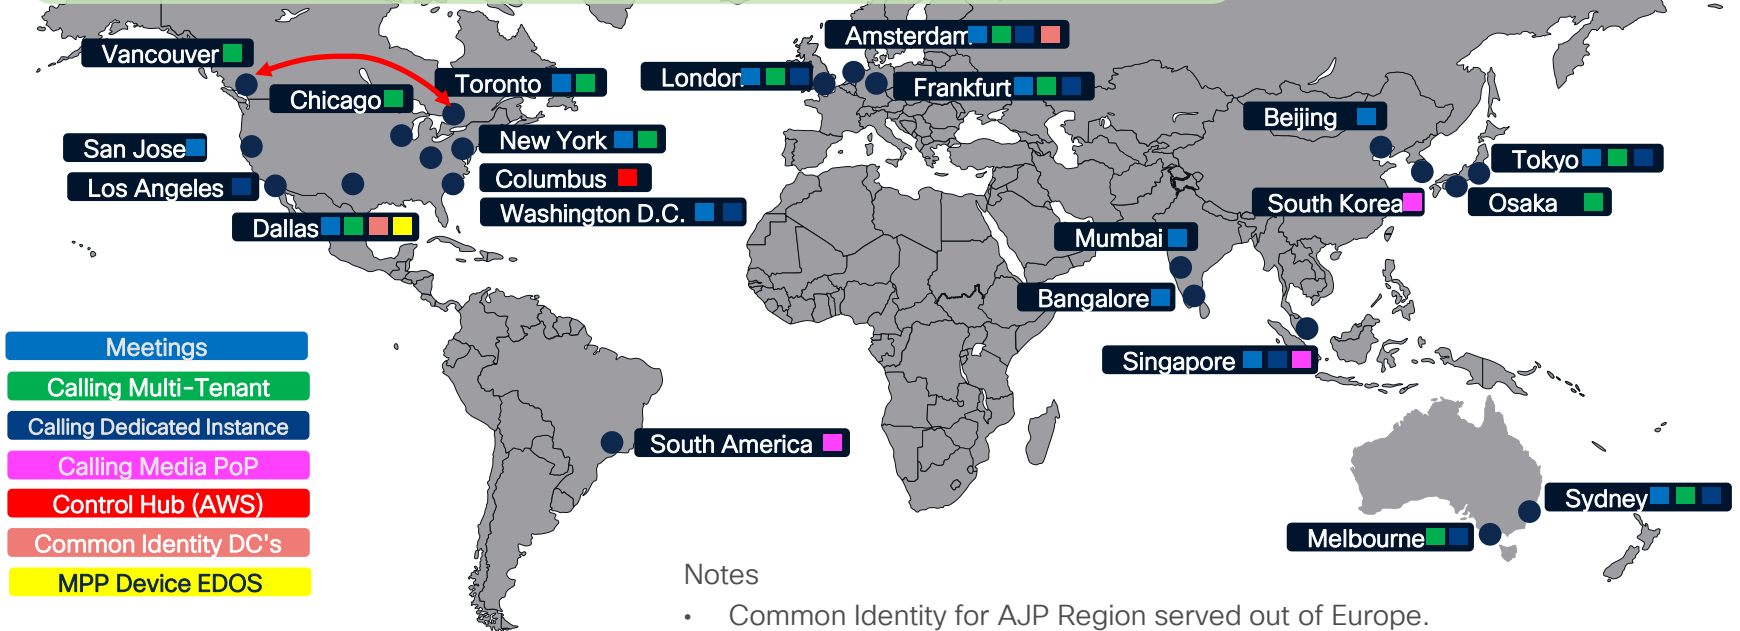 Amsterdam
Vancouver
London
Toronto
Frankfurt
Chicago
Beijing
New York
San Jose
Tokyo
Columbus
Los Angeles
South Korea
Osaka
Washington D.C.
Dallas
Mumbai
Bangalore
Meetings
Singapore
Calling Multi-Tenant
Calling Dedicated Instance
South America
Calling Media PoP
Control Hub (AWS)
Sydney
Common Identity DC's
Melbourne
MPP Device EDOS
Notes
• Common Identity for AJP Region served out of Europe.